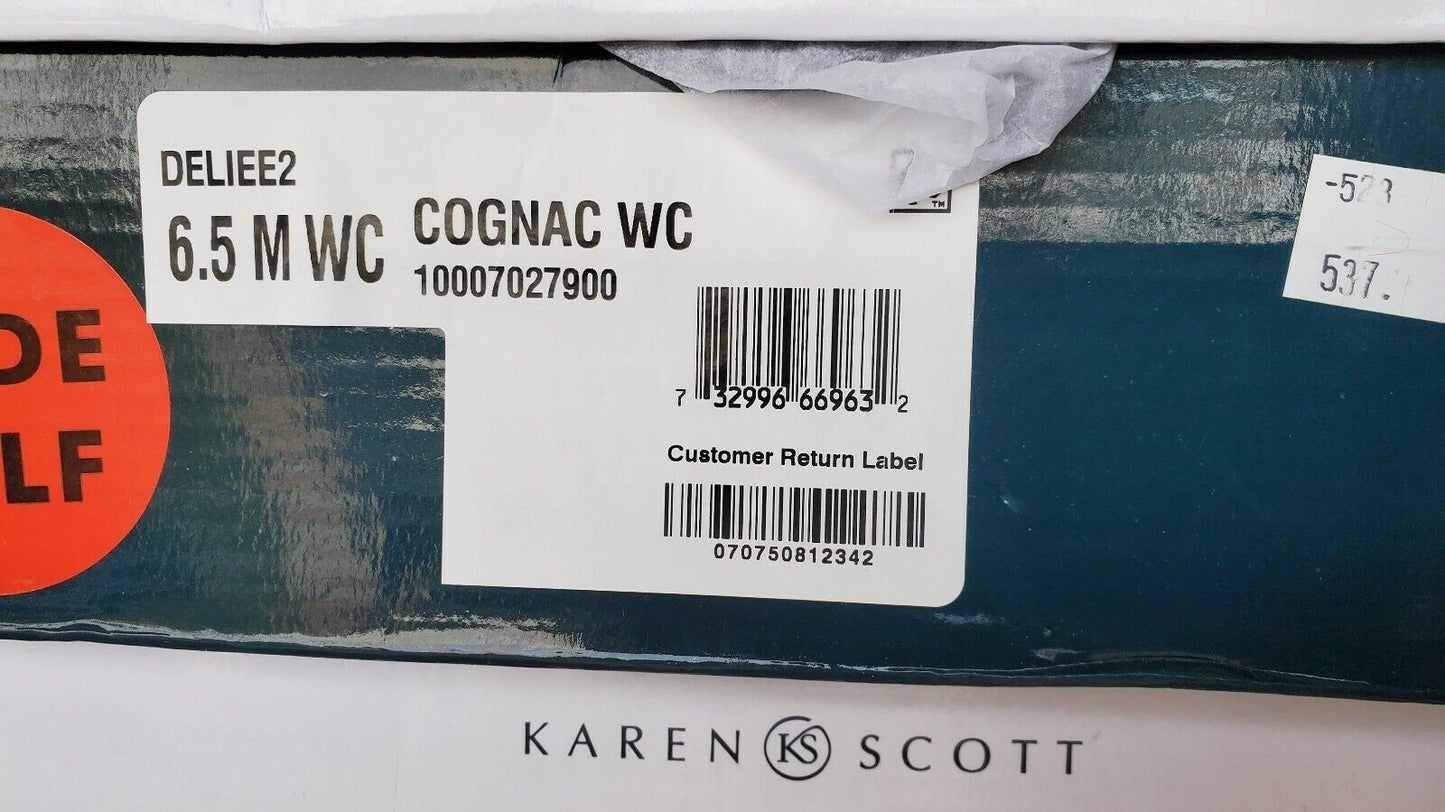 DELIEE2
6.5 M WC
COGNAC WC
10007027900
7 32996 66963 2
Customer Return Label
070750812342
DE
LF
537.
KAREN KS SCOTT